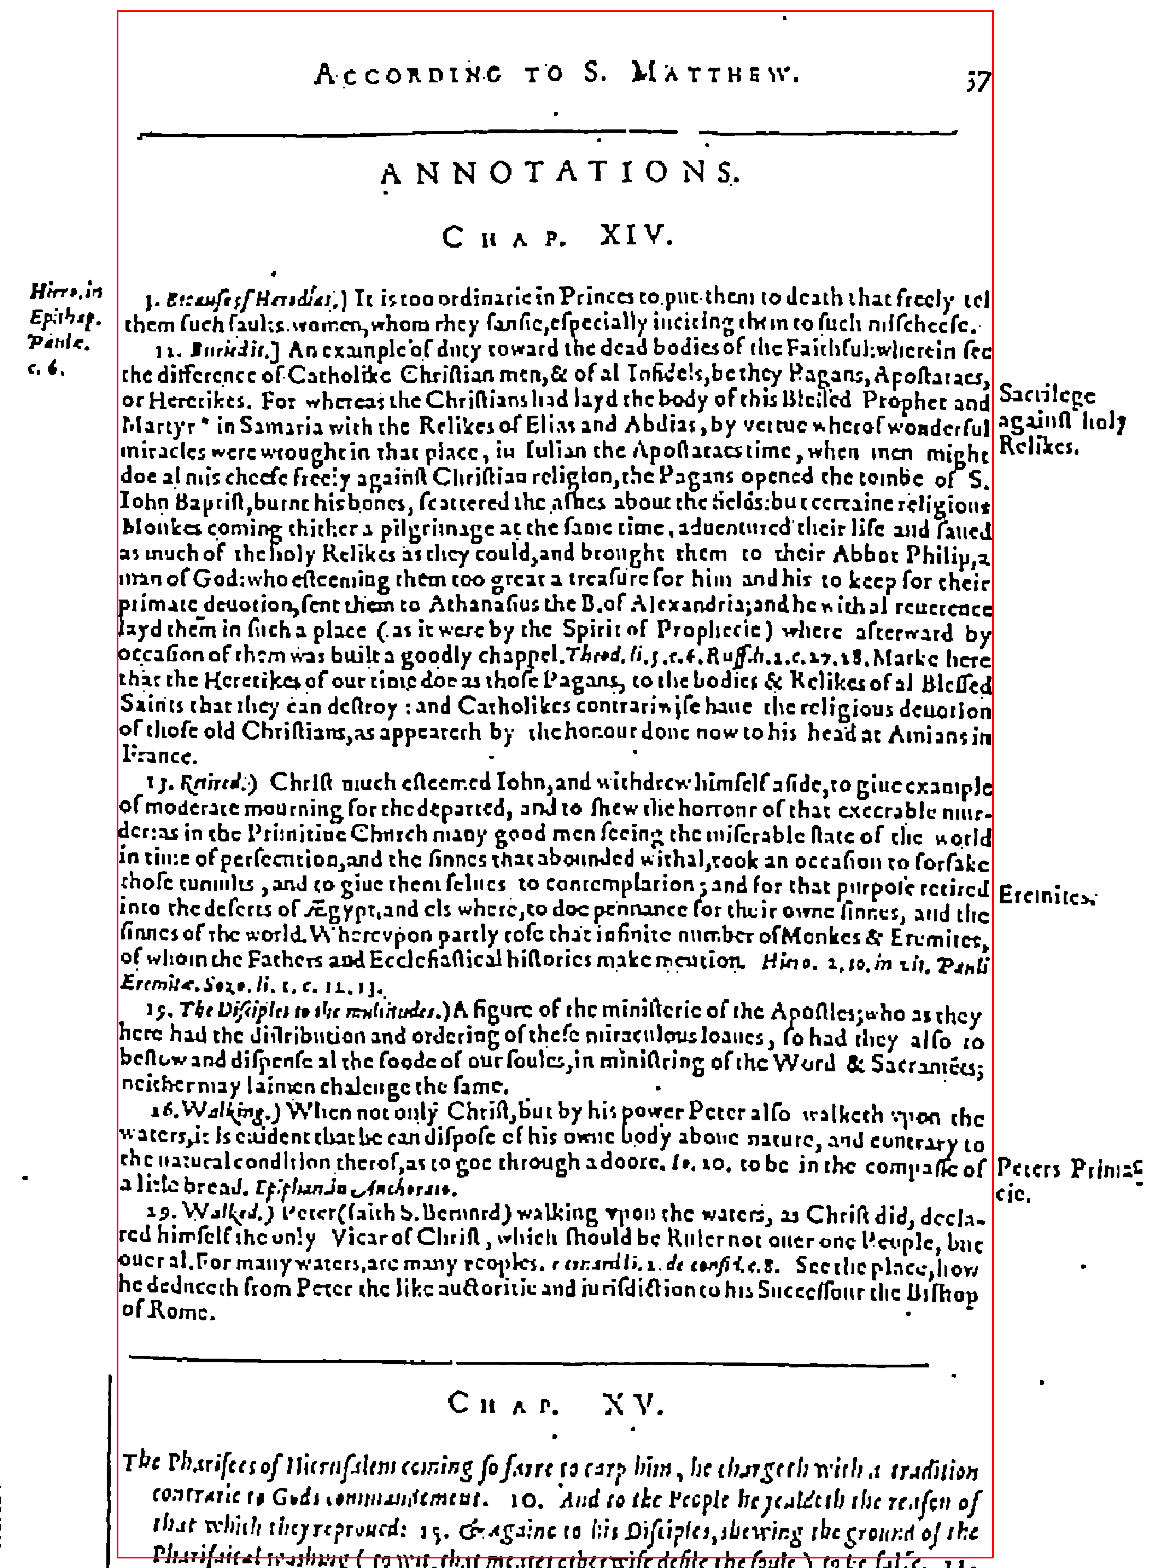 ACCORDING TO S. MATTHEW. 37
ANNOTATIONS.
CHAP. XIV.
Hiero. in
Epitap.
Paulæ.
c. 6.
3. Because of Herodias.) It is too ordinarie in Princes to put them to death that freely tel
them such faults. women, whom they fansie, especially inciting them to such mischeefe.
12. Buried it.] An example of duty toward the dead bodies of the Faithful: wherein see
the difference of Catholike Chriſtian men, & of al Infidels, be they Pagans, Apoſtataes,
or Heretikes. For whereas the Chriſtians had layd the body of this Bleſſed Prophet and
Martyr * in Samaria with the Relikes of Elias and Abdias, by vertue wherof wonderful
miracles were wrought in that place, in Iulian the Apoſtataes time, when men might
doe al mischeefe freely againſt Chriſtian religion, the Pagans opened the tombe of S.
Iohn Baptiſt, burnt his bones, ſcattered the aſhes about the fields: but certaine religious
Monkes coming thither a pilgrimage at the ſame time, aduentured their life and ſaued
as much of the holy Relikes as they could, and brought them to their Abbot Philip, a
man of God: who eſteeming them too great a treaſure for him and his to keep for their
primate deuotion, ſent them to Athanaſius the B. of Alexandria; and he with al reuerence
layd them in ſuch a place (as it were by the Spirit of Prophecie) where afterward by
occaſion of them was built a goodly chappel. Theod. li. 3. c. 6. Ruff. li. 2. c. 27. 28. Marke here
that the Heretikes of our time doe as thoſe Pagans, to the bodies & Relikes of al Bleſſed
Saints that they can deſtroy: and Catholikes contrariwiſe haue the religious deuotion
of thoſe old Chriſtians, as appeareth by the honour done now to his head at Amians in
France.
Sacrilege
againſt holy
Relikes.
13. Retired.) Chriſt much eſteemed Iohn, and withdrew himſelf aſide, to giue example
of moderate mourning for the departed, and to ſhew the horrour of that execrable mur-
der: as in the Primitiue Church many good men ſeeing the miſerable ſtate of the world
in time of perſecution, and the ſinnes that abounded withal, took an occaſion to forſake
thoſe tumults, and to giue themſelues to contemplation; and for that purpoſe retired
into the deſerts of Ægypt, and els where, to doe pennance for their owne ſinnes, and the
ſinnes of the world. Wherevpon partly roſe that infinite number of Monkes & Eremites,
of whom the Fathers and Eccleſiaſtical hiſtories make mention. Hiero. 2. 10. in vit. Pauli
Eremitæ. Sozo. li. 1. c. 12. 13.
Eremites.
15. The Diſciples to the multitudes.) A figure of the miniſterie of the Apoſtles; who as they
here had the diſtribution and ordering of theſe miraculous loaues, ſo had they alſo to
beſtow and diſpenſe al the foode of our ſoules, in miniſtring of the Word & Sacramẽts;
neither may laimen chalenge the ſame.
16. Walking.) When not only Chriſt, but by his power Peter alſo walketh vpon the
waters, it is euident that he can diſpoſe of his owne body aboue nature, and contrary to
the natural condition therof, as to goe through a doore. Io. 20. to be in the compaſſe of
a litle bread. Epiphan. in Anchorato.
Peters Primacie.
29. Walked.) Peter (ſaith S. Bernard) walking vpon the waters, as Chriſt did, decla-
red himſelf the only Vicar of Chriſt, which ſhould be Ruler not ouer one People, but
ouer al. For many waters, are many peoples. Bernard li. 2. de conſid. c. 8. See the place, how
he deduceth from Peter the like auctoritie and iurisdiction to his Succeſſour the Biſhop
of Rome.
CHAP. XV.
The Phariſees of Hieruſalem coming ſo farre to carp him, he chargeth with a tradition
contrarie to Gods commandement. 10. And to the People he yealdeth the reaſon of
that which they reproued: 15. & againe to his Diſciples, shewing the ground of the
Phariſaical washing (to wit, that meates otherwiſe defile the ſoule) to be falſe.